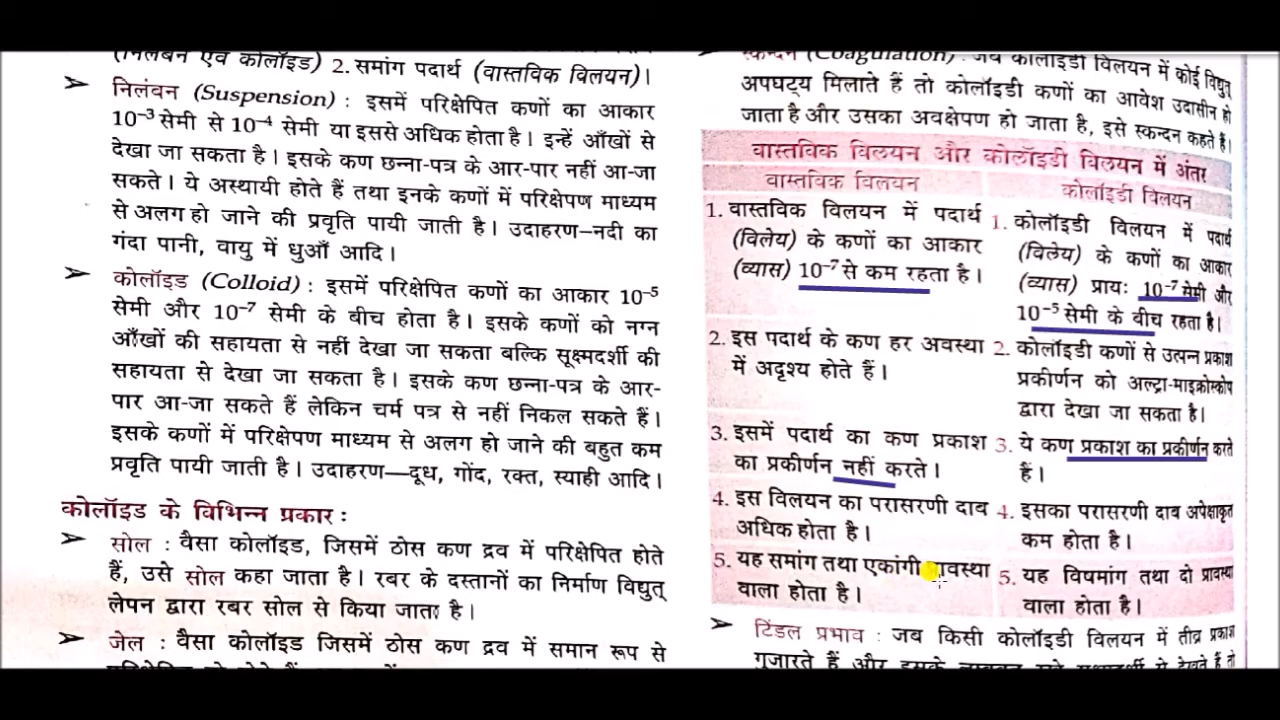 (निलंबन एवं कोलॉइड) 2. समांग पदार्थ (वास्तविक विलयन)।
➤ निलंबन (Suspension) : इसमें परिक्षेपित कणों का आकार
10⁻³ सेमी से 10⁻⁴ सेमी या इससे अधिक होता है। इन्हें आँखों से
देखा जा सकता है। इसके कण छन्ना-पत्र के आर-पार नहीं आ-जा
सकते। ये अस्थायी होते हैं तथा इनके कणों में परिक्षेपण माध्यम
से अलग हो जाने की प्रवृति पायी जाती है। उदाहरण–नदी का
गंदा पानी, वायु में धुआँ आदि।
➤ कोलॉइड (Colloid) : इसमें परिक्षेपित कणों का आकार 10⁻⁵
सेमी और 10⁻⁷ सेमी के बीच होता है। इसके कणों को नग्न
आँखों की सहायता से नहीं देखा जा सकता बल्कि सूक्ष्मदर्शी की
सहायता से देखा जा सकता है। इसके कण छन्ना-पत्र के आर-
पार आ-जा सकते हैं लेकिन चर्म पत्र से नहीं निकल सकते हैं।
इसके कणों में परिक्षेपण माध्यम से अलग हो जाने की बहुत कम
प्रवृति पायी जाती है। उदाहरण—दूध, गोंद, रक्त, स्याही आदि।
कोलॉइड के विभिन्न प्रकार :
➤ सोल : वैसा कोलॉइड, जिसमें ठोस कण द्रव में परिक्षेपित होते
हैं, उसे सोल कहा जाता है। रबर के दस्तानों का निर्माण विद्युत्
लेपन द्वारा रबर सोल से किया जाता है।
➤ जेल : वैसा कोलॉइड जिसमें ठोस कण द्रव में समान रूप से
स्कन्दन (Coagulation) : जब कोलॉइडी विलयन में कोई विद्युत्
अपघट्य मिलाते हैं तो कोलॉइडी कणों का आवेश उदासीन हो
जाता है और उसका अवक्षेपण हो जाता है, इसे स्कन्दन कहते हैं।
वास्तविक विलयन और कोलॉइडी विलयन में अंतर
वास्तविक विलयन
1. वास्तविक विलयन में पदार्थ
(विलेय) के कणों का आकार
(व्यास) 10⁻⁷ से कम रहता है।
2. इस पदार्थ के कण हर अवस्था
में अदृश्य होते हैं।
3. इसमें पदार्थ का कण प्रकाश
का प्रकीर्णन नहीं करते।
4. इस विलयन का परासरणी दाब
अधिक होता है।
5. यह समांग तथा एकांगी प्रावस्था
वाला होता है।
कोलॉइडी विलयन
1. कोलॉइडी विलयन में पदार्थ
(विलेय) के कणों का आकार
(व्यास) प्रायः 10⁻⁷ सेमी और
10⁻⁵ सेमी के बीच रहता है।
2. कोलॉइडी कणों से उत्पन्न प्रकाश
प्रकीर्णन को अल्ट्रा-माइक्रोस्कोप
द्वारा देखा जा सकता है।
3. ये कण प्रकाश का प्रकीर्णन करते
हैं।
4. इसका परासरणी दाब अपेक्षाकृत
कम होता है।
5. यह विषमांग तथा दो प्रावस्था
वाला होता है।
➤ टिंडल प्रभाव : जब किसी कोलॉइडी विलयन में तीव्र प्रकाश
गुजारते हैं और इसके लम्बवत् रखे सूक्ष्मदर्शी से देखते हैं तो